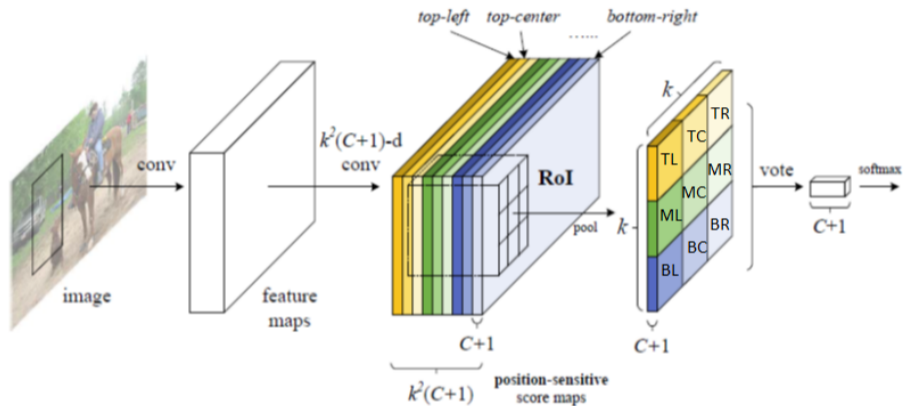 top-left top-center bottom-right
......
k
k²(C+1)-d
conv
conv
RoI
pool
k
TL TC TR
ML MC MR
BL BC BR
vote
softmax
C+1
image
feature
maps
C+1
C+1
k²(C+1)
position-sensitive
score maps